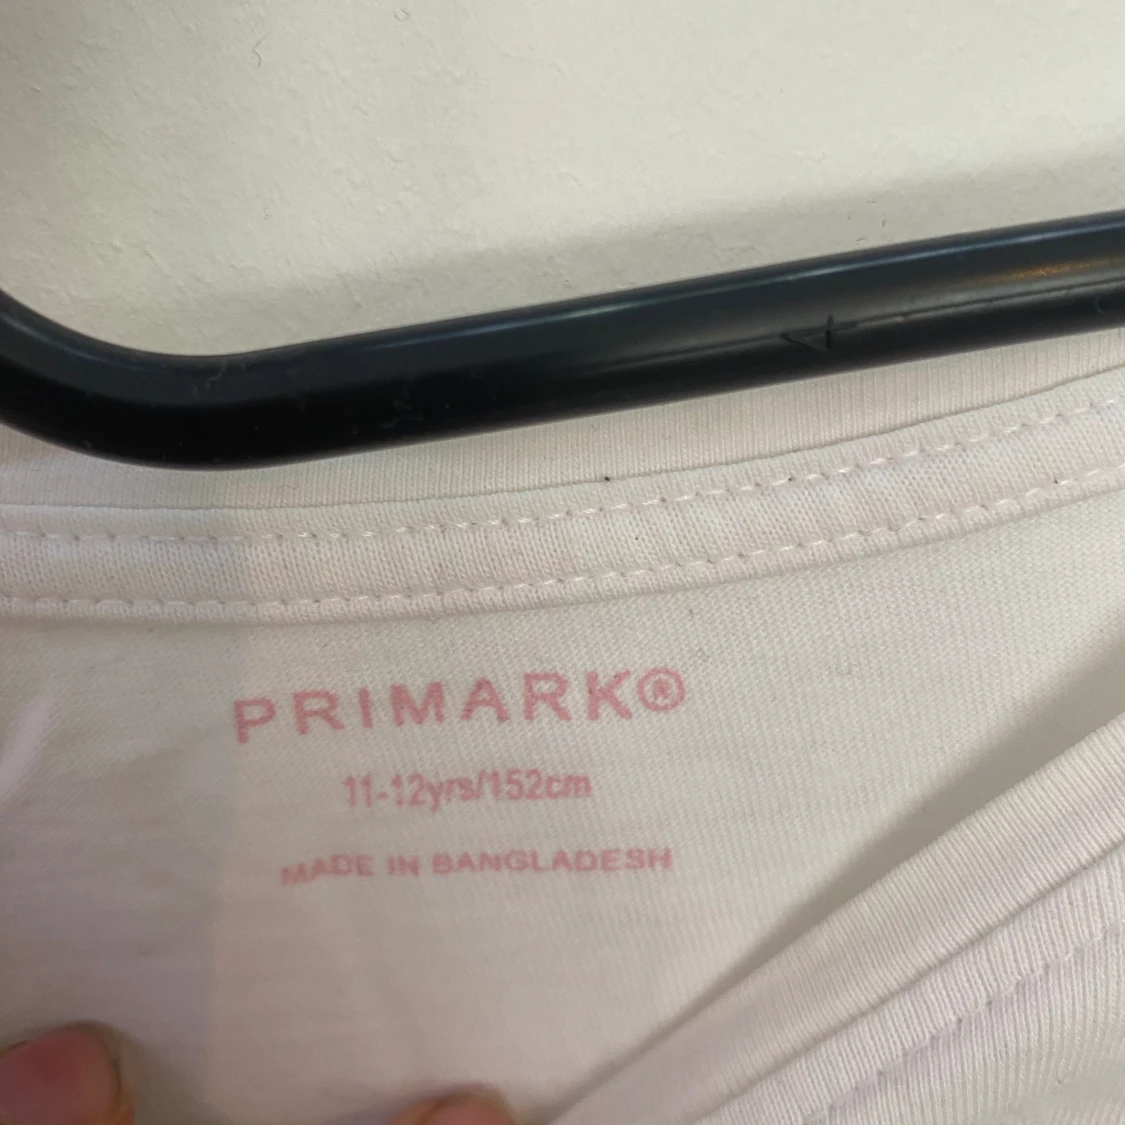 PRIMARK®
11-12yrs/152cm
MADE IN BANGLADESH